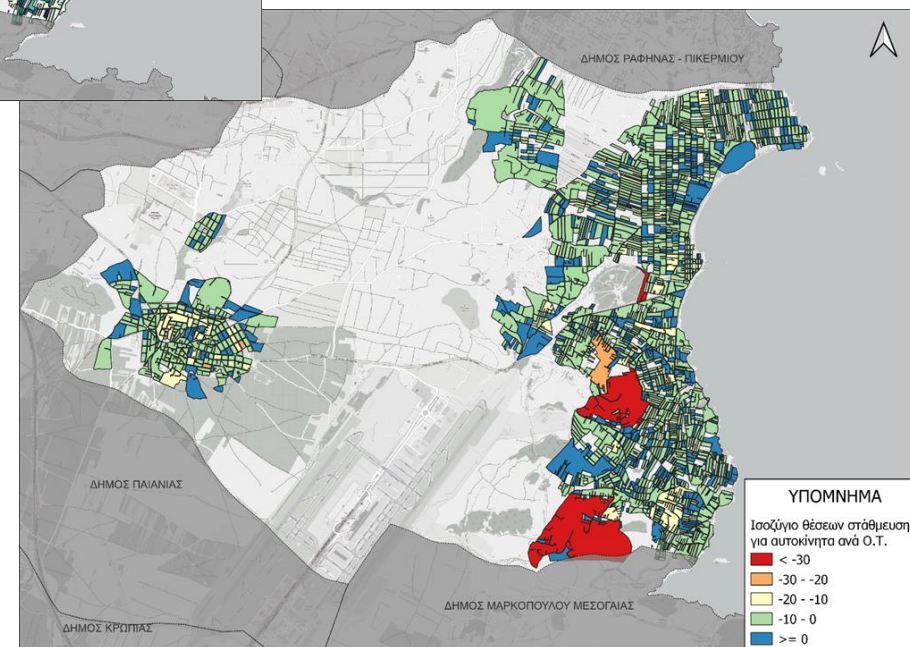 ΔΗΜΟΣ ΡΑΦΗΝΑΣ - ΠΙΚΕΡΜΙΟΥ
ΔΗΜΟΣ ΠΑΙΑΝΙΑΣ
ΔΗΜΟΣ ΜΑΡΚΟΠΟΥΛΟΥ ΜΕΣΟΓΑΙΑΣ
ΔΗΜΟΣ ΚΡΩΠΙΑΣ
ΥΠΟΜΝΗΜΑ
Ισοζύγιο θέσεων στάθμευση
για αυτοκίνητα ανά Ο.Τ.
< -30
-30 - -20
-20 - -10
-10 - 0
>= 0